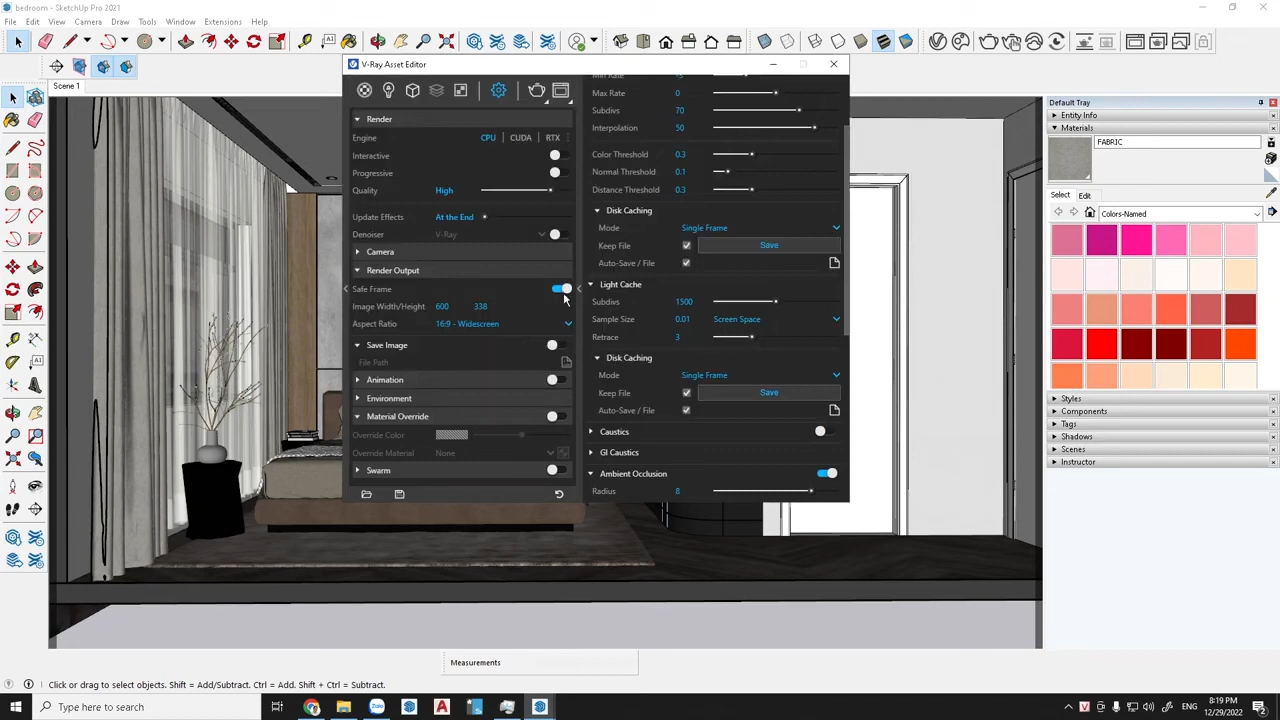 bedroom - SketchUp Pro 2021
File Edit View Camera Draw Tools Window Extensions Help
Scene 1
V-Ray Asset Editor
Render
Engine CPU CUDA RTX
Interactive
Progressive
Quality High
Update Effects At the End
Denoiser V-Ray
Camera
Render Output
Safe Frame
Image Width/Height 600 338
Aspect Ratio 16:9 - Widescreen
Save Image
File Path
Animation
Environment
Material Override
Override Color
Override Material None
Swarm
Min Rate -3
Max Rate 0
Subdivs 70
Interpolation 50
Color Threshold 0.3
Normal Threshold 0.1
Distance Threshold 0.3
Disk Caching
Mode Single Frame
Keep File Save
Auto-Save / File
Light Cache
Subdivs 1500
Sample Size 0.01 Screen Space
Retrace 3
Disk Caching
Mode Single Frame
Keep File Save
Auto-Save / File
Caustics
GI Caustics
Ambient Occlusion
Radius 8
Default Tray
Entity Info
Materials
FABRIC
Select Edit
Colors-Named
Styles
Components
Tags
Shadows
Scenes
Instructor
Measurements
Click or drag to select objects. Shift = Add/Subtract. Ctrl = Add. Shift + Ctrl = Subtract.
Type here to search
8:19 PM
12/29/2022